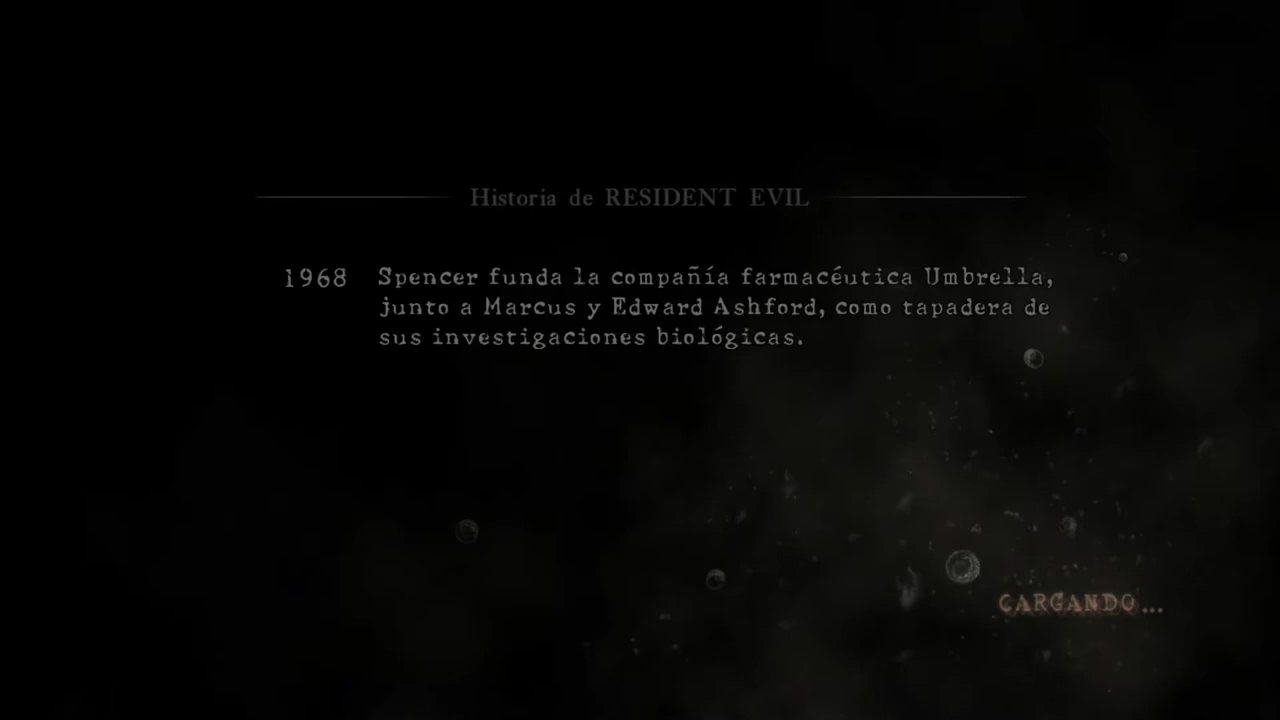 Historia de RESIDENT EVIL
1968 Spencer funda la compañía farmacéutica Umbrella,
junto a Marcus y Edward Ashford, como tapadera de
sus investigaciones biológicas.
CARGANDO...